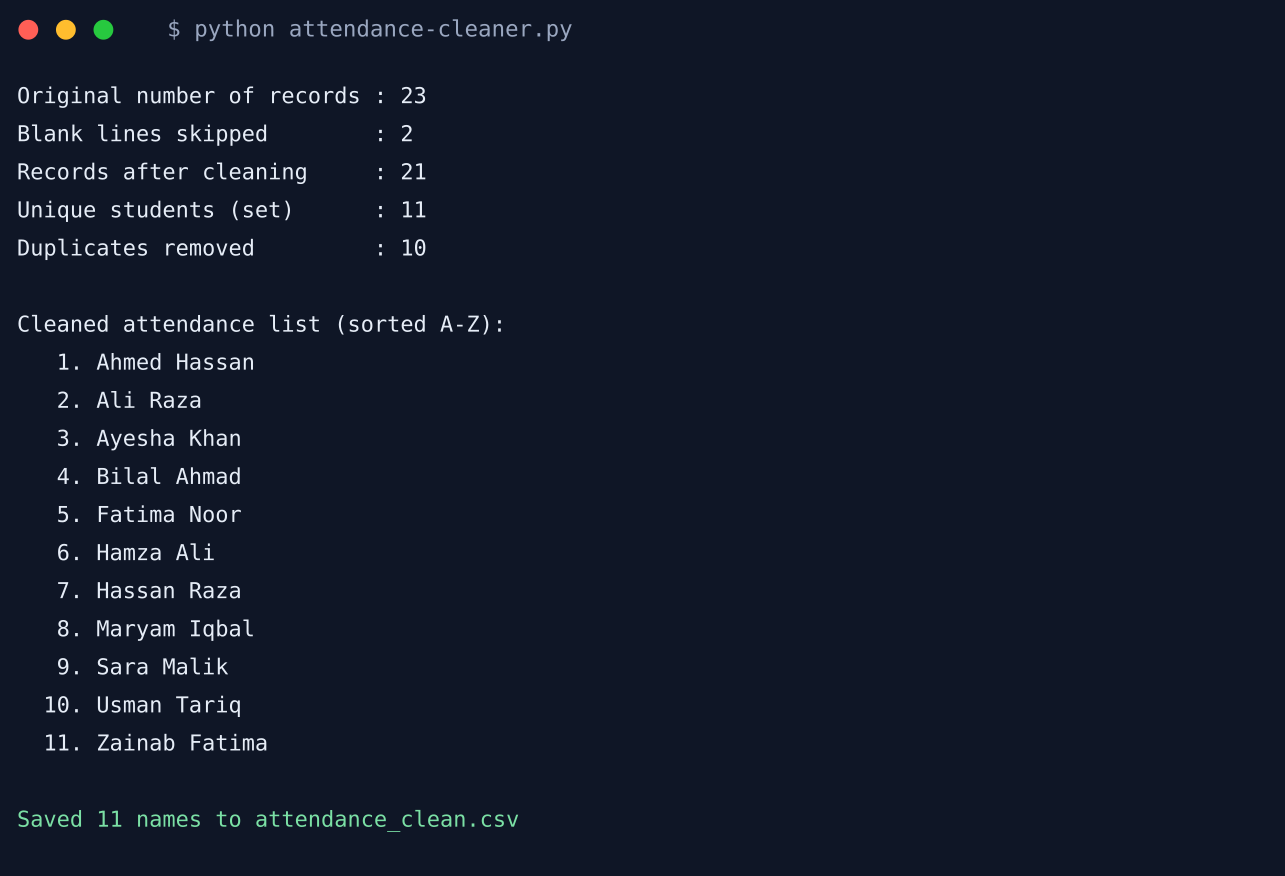 $ python attendance-cleaner.py
Original number of records : 23
Blank lines skipped        : 2
Records after cleaning     : 21
Unique students (set)      : 11
Duplicates removed         : 10
Cleaned attendance list (sorted A-Z):
   1. Ahmed Hassan
   2. Ali Raza
   3. Ayesha Khan
   4. Bilal Ahmad
   5. Fatima Noor
   6. Hamza Ali
   7. Hassan Raza
   8. Maryam Iqbal
   9. Sara Malik
  10. Usman Tariq
  11. Zainab Fatima
Saved 11 names to attendance_clean.csv